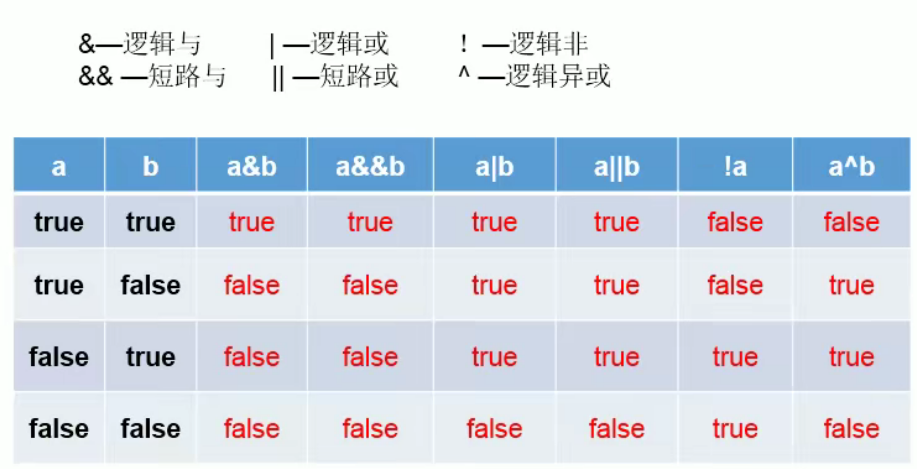 &—逻辑与 | —逻辑或 ! —逻辑非
&& —短路与 || —短路或 ^ —逻辑异或
a b a&b a&&b a|b a||b !a a^b
true true true true true true false false
true false false false true true false true
false true false false true true true true
false false false false false false true false